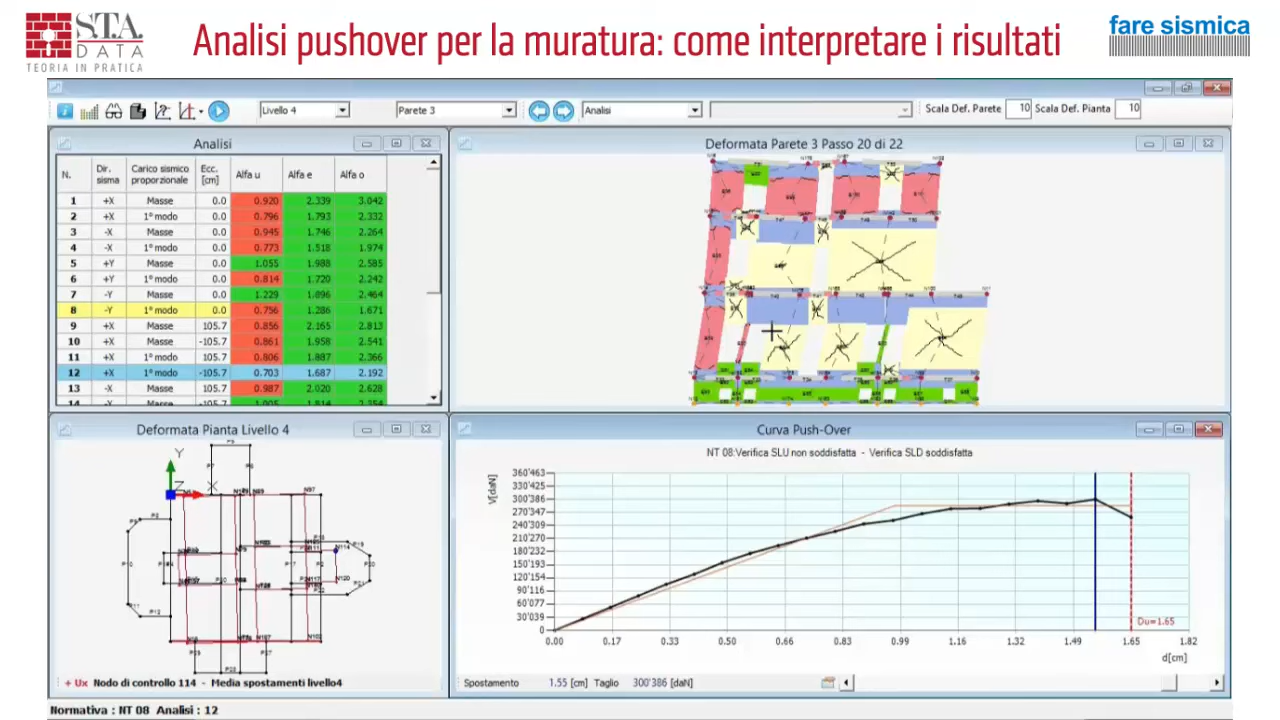 S.T.A.
DATA
TEORIA IN PRATICA
Analisi pushover per la muratura: come interpretare i risultati
fare sismica
Livello 4
Parete 3
Analisi
Scala Def. Parete 10 Scala Def. Pianta 10
Analisi
N. Dir. sisma Carico sismico proporzionale Ecc. [cm] Alfa u Alfa e Alfa o
1 +X Masse 0.0 0.920 2.339 3.042
2 +X 1° modo 0.0 0.796 1.793 2.332
3 -X Masse 0.0 0.945 1.746 2.264
4 -X 1° modo 0.0 0.773 1.518 1.974
5 +Y Masse 0.0 1.055 1.988 2.585
6 +Y 1° modo 0.0 0.814 1.720 2.242
7 -Y Masse 0.0 1.229 1.896 2.464
8 -Y 1° modo 0.0 0.756 1.286 1.671
9 +X Masse 105.7 0.856 2.165 2.813
10 +X Masse -105.7 0.861 1.958 2.541
11 +X 1° modo 105.7 0.806 1.887 2.366
12 +X 1° modo -105.7 0.703 1.687 2.192
13 -X Masse 105.7 0.987 2.020 2.628
14 -X Masse -105.7 1.005 1.814
Deformata Parete 3 Passo 20 di 22
Deformata Pianta Livello 4
Y
Z
X
+ Ux Nodo di controllo 114 - Media spostamenti livello4
Curva Push-Over
NT 08:Verifica SLU non soddisfatta - Verifica SLD soddisfatta
V[daN]
360'463
330'425
300'386
270'347
240'309
210'270
180'232
150'193
120'154
90'116
60'077
30'039
0
Du=1.65
0.00 0.17 0.33 0.50 0.66 0.83 0.99 1.16 1.32 1.49 1.65 1.82
d[cm]
Spostamento 1.55 [cm] Taglio 300'386 [daN]
Normativa : NT 08 Analisi : 12